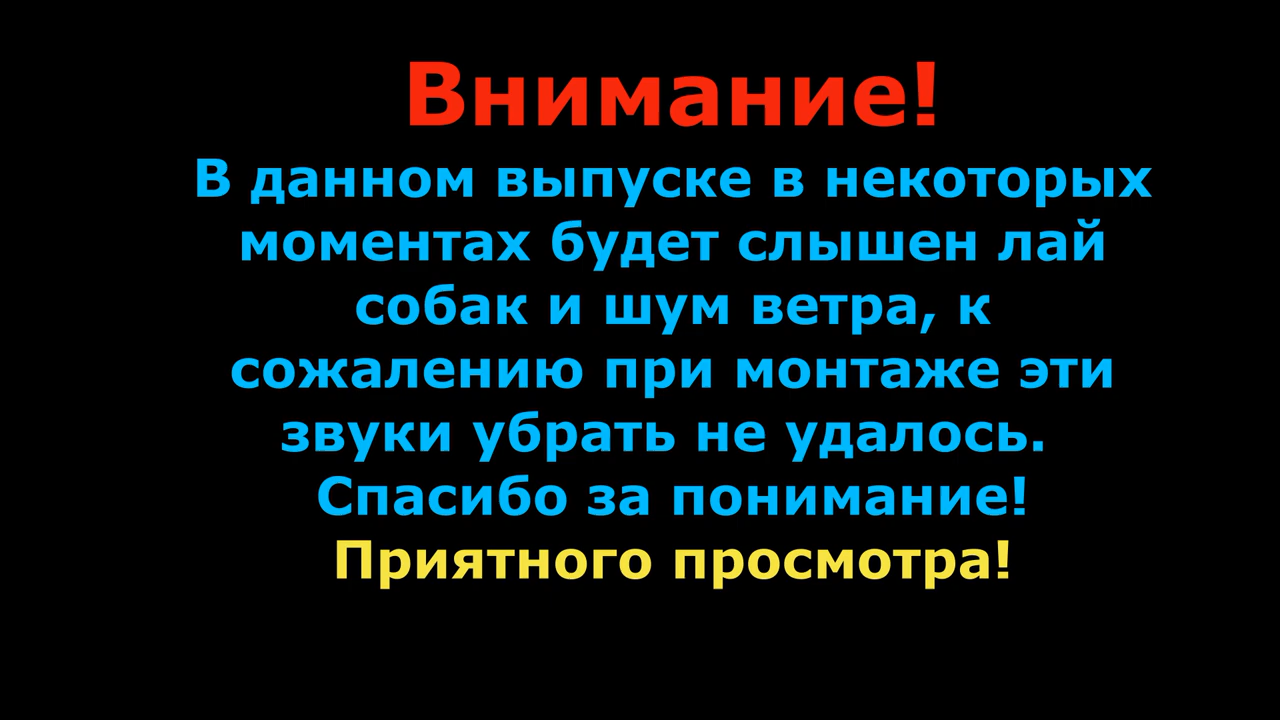 Внимание!
В данном выпуске в некоторых
моментах будет слышен лай
собак и шум ветра, к
сожалению при монтаже эти
звуки убрать не удалось.
Спасибо за понимание!
Приятного просмотра!